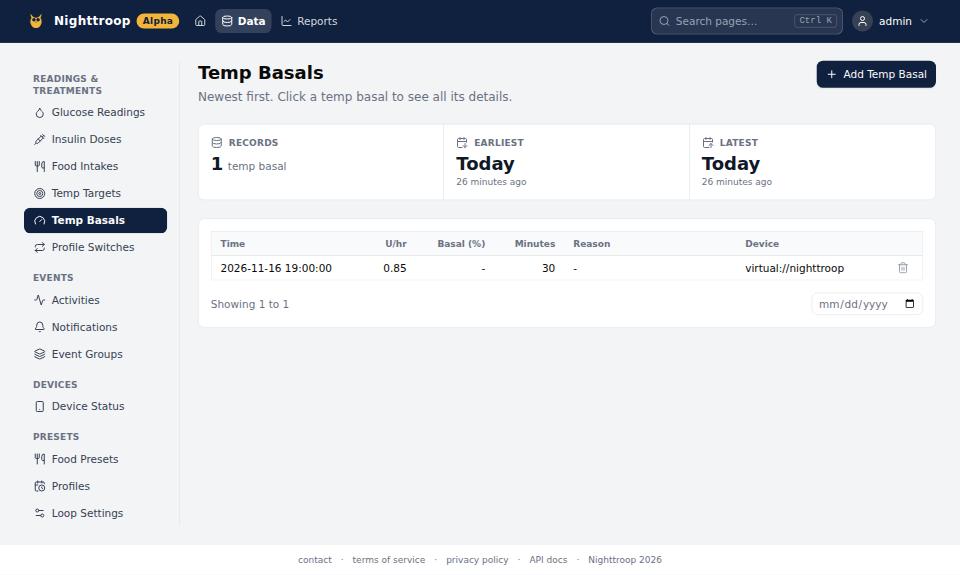 Nighttroop Alpha Data Reports Search pages... Ctrl K admin
READINGS &
TREATMENTS
Glucose Readings
Insulin Doses
Food Intakes
Temp Targets
Temp Basals
Profile Switches
EVENTS
Activities
Notifications
Event Groups
DEVICES
Device Status
PRESETS
Food Presets
Profiles
Loop Settings
Temp Basals
Newest first. Click a temp basal to see all its details.
Add Temp Basal
RECORDS
1 temp basal
EARLIEST
Today
26 minutes ago
LATEST
Today
26 minutes ago
Time U/hr Basal (%) Minutes Reason Device
2026-11-16 19:00:00 0.85 - 30 - virtual://nighttroop
Showing 1 to 1
mm/dd/yyyy
contact · terms of service · privacy policy · API docs · Nighttroop 2026